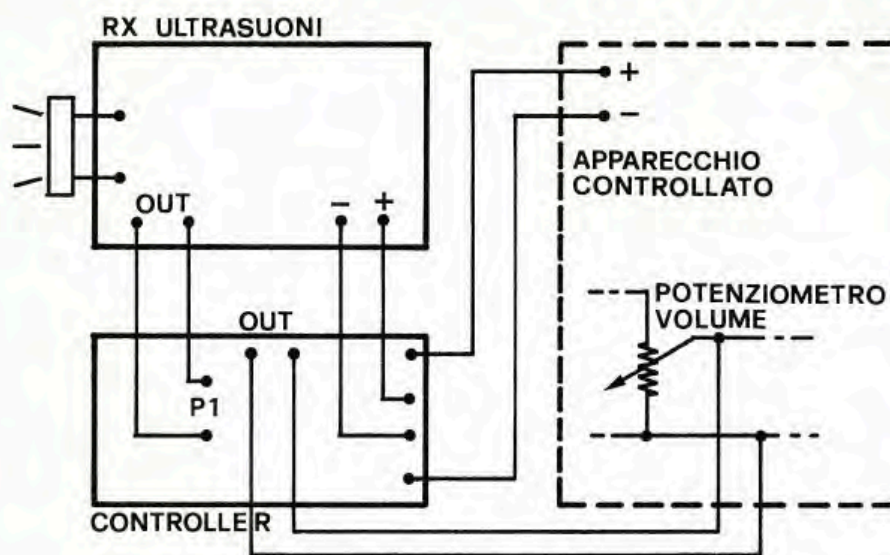 RX ULTRASUONI
OUT
- +
+
-
APPARECCHIO
CONTROLLATO
POTENZIOMETRO
VOLUME
OUT
P1
CONTROLLER